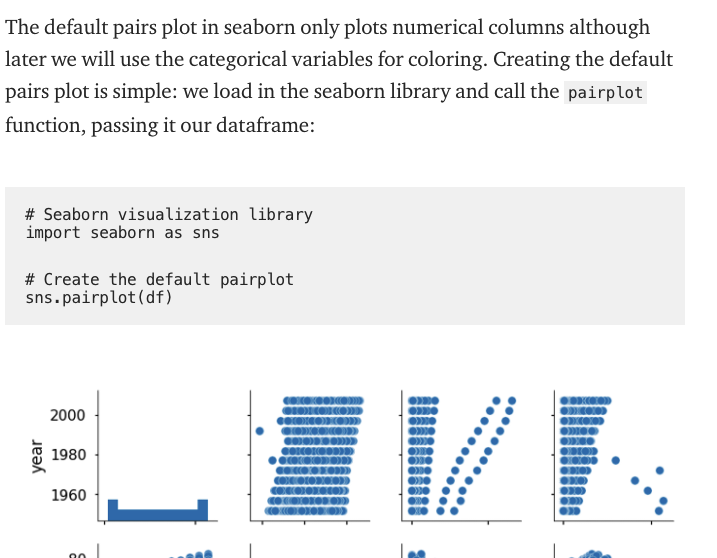 The default pairs plot in seaborn only plots numerical columns although
later we will use the categorical variables for coloring. Creating the default
pairs plot is simple: we load in the seaborn library and call the pairplot
function, passing it our dataframe:
# Seaborn visualization library
import seaborn as sns
# Create the default pairplot
sns.pairplot(df)
2000
1980
1960
year
80